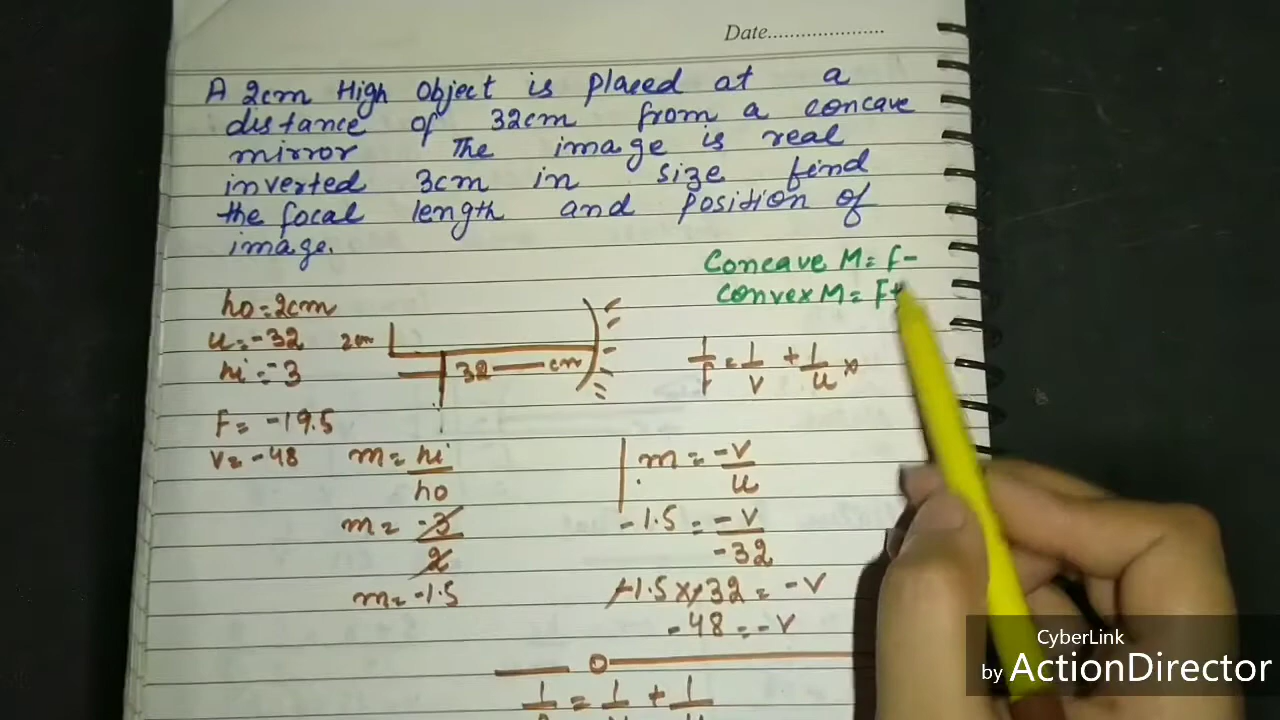 Date.....................
A 2cm High Object is placed at a
distance of 32cm from a concave
mirror The image is real
inverted 3cm in size find
the focal length and position of
image.
Concave M = f-
Convex M = F+
ho = 2cm
u = -32
2cm
hi = -3
32 — cm
1/f = 1/v + 1/u
F = -19.5
v = -48
m = hi/ho
m = -v/u
m = -3/2
-1.5 = -v/-32
m = -1.5
-1.5 x -32 = -v
-48 = -v
CyberLink
by ActionDirector